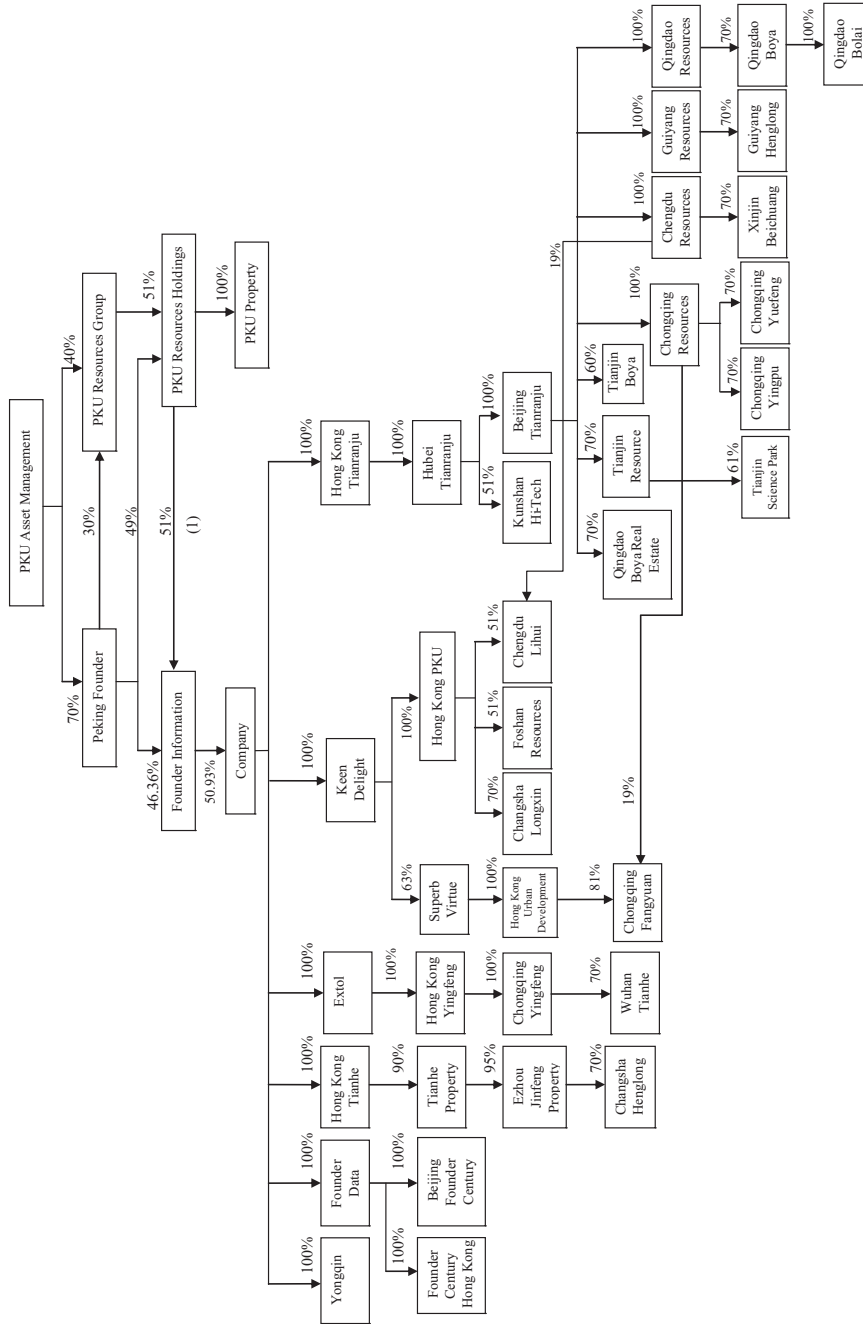 PKU Asset Management
70%
40%
Peking Founder
30%
PKU Resources Group
46.36%
49%
51%
Founder Information
51%
(1)
PKU Resources Holdings
50.93%
100%
Company
PKU Property
100%
100%
100%
100%
100%
100%
Yongqin
Founder
Data
Hong Kong
Tianhe
Extol
Keen
Delight
Hong Kong
Tianranju
100%
100%
90%
100%
63%
100%
100%
Founder
Century
Hong Kong
Beijing
Founder
Century
Tianhe
Property
Hong Kong
Yingfeng
Superb
Virtue
Hong Kong PKU
Hubei
Tianranju
95%
100%
100%
70%
51%
51%
51%
100%
Ezhou
Jinfeng
Property
Chongqing
Yingfeng
Hong Kong
Urban
Development
Changsha
Longxin
Foshan
Resources
Chengdu
Lihui
Kunshan
Hi-Tech
Beijing
Tianranju
19%
70%
70%
81%
70%
70%
60%
100%
100%
100%
100%
Changsha
Henglong
Wuhan
Tianhe
Chongqing
Fangyuan
19%
Qingdao
Boya Real
Estate
Tianjin
Resource
Tianjin
Boya
Chongqing
Resources
Chengdu
Resources
Guiyang
Resources
Qingdao
Resources
61%
70%
70%
70%
70%
70%
Tianjin
Science Park
Chongqing
Yingpu
Chongqing
Yuefeng
Xinjin
Beichuang
Guiyang
Henglong
Qingdao
Boya
100%
Qingdao
Bolai